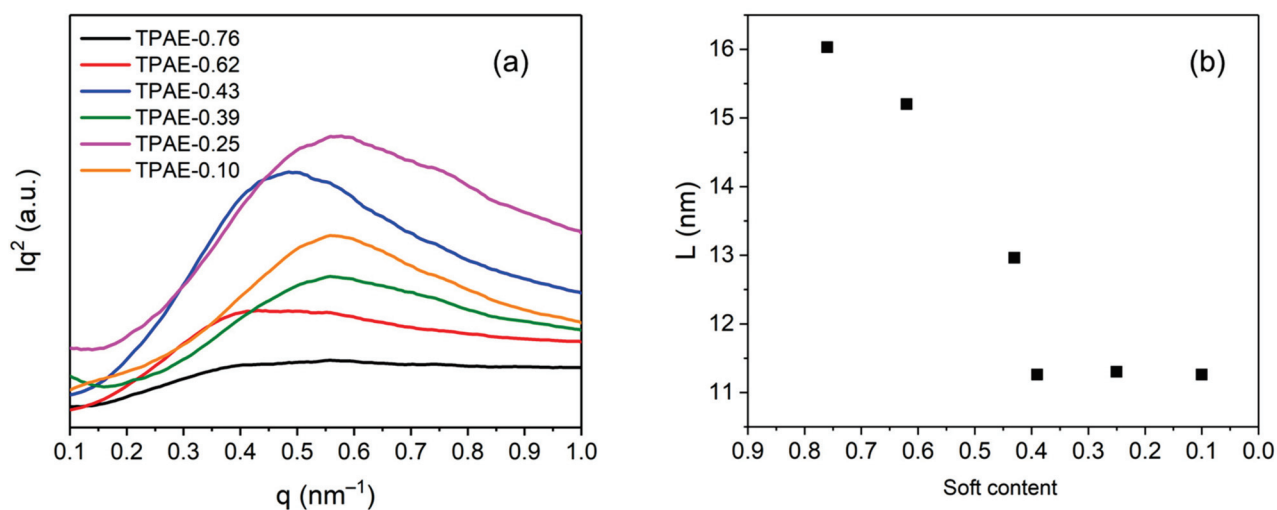 TPAE-0.76
TPAE-0.62
TPAE-0.43
TPAE-0.39
TPAE-0.25
TPAE-0.10
(a)
Iq² (a.u.)
0.1 0.2 0.3 0.4 0.5 0.6 0.7 0.8 0.9 1.0
q (nm⁻¹)
(b)
16
15
14
13
12
11
L (nm)
0.9 0.8 0.7 0.6 0.5 0.4 0.3 0.2 0.1 0.0
Soft content